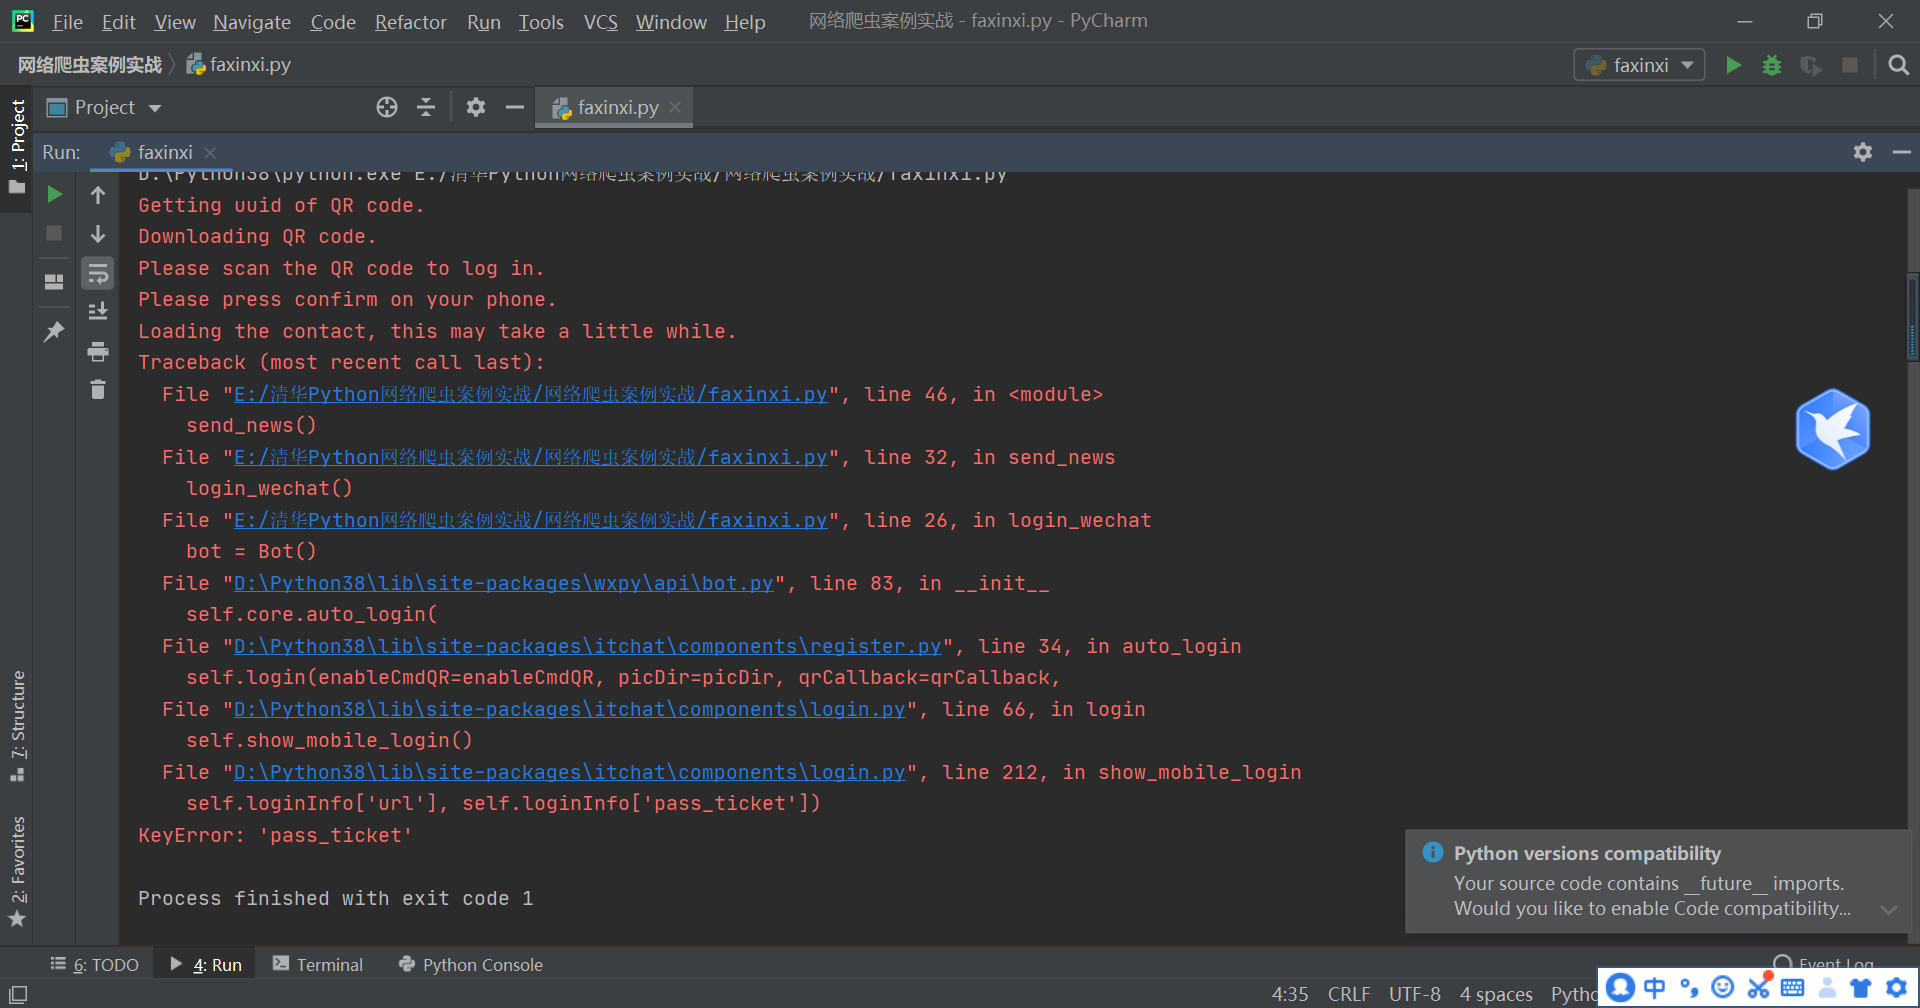 File Edit View Navigate Code Refactor Run Tools VCS Window Help 网络爬虫案例实战 - faxinxi.py - PyCharm
网络爬虫案例实战 faxinxi.py faxinxi
Project faxinxi.py
1: Project
Run: faxinxi
D:\Python38\python.exe E:/清华Python网络爬虫案例实战/网络爬虫案例实战/faxinxi.py
Getting uuid of QR code.
Downloading QR code.
Please scan the QR code to log in.
Please press confirm on your phone.
Loading the contact, this may take a little while.
Traceback (most recent call last):
  File "E:/清华Python网络爬虫案例实战/网络爬虫案例实战/faxinxi.py", line 46, in <module>
    send_news()
  File "E:/清华Python网络爬虫案例实战/网络爬虫案例实战/faxinxi.py", line 32, in send_news
    login_wechat()
  File "E:/清华Python网络爬虫案例实战/网络爬虫案例实战/faxinxi.py", line 26, in login_wechat
    bot = Bot()
  File "D:\Python38\lib\site-packages\wxpy\api\bot.py", line 83, in __init__
    self.core.auto_login(
  File "D:\Python38\lib\site-packages\itchat\components\register.py", line 34, in auto_login
    self.login(enableCmdQR=enableCmdQR, picDir=picDir, qrCallback=qrCallback,
  File "D:\Python38\lib\site-packages\itchat\components\login.py", line 66, in login
    self.show_mobile_login()
  File "D:\Python38\lib\site-packages\itchat\components\login.py", line 212, in show_mobile_login
    self.loginInfo['url'], self.loginInfo['pass_ticket'])
KeyError: 'pass_ticket'
Process finished with exit code 1
7: Structure
2: Favorites
Python versions compatibility
Your source code contains __future__ imports.
Would you like to enable Code compatibility...
6: TODO 4: Run Terminal Python Console Event Log
4:35 CRLF UTF-8 4 spaces Pytho
中